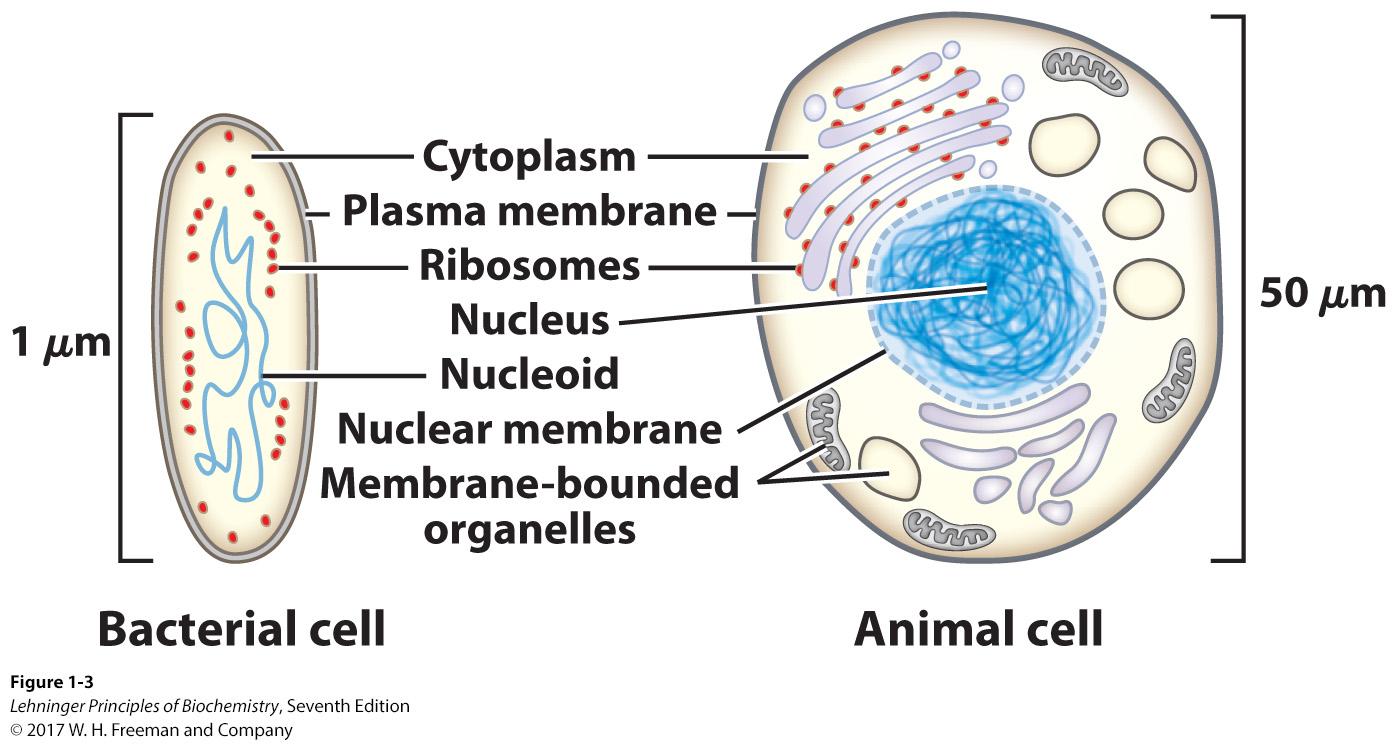 Cytoplasm
Plasma membrane
Ribosomes
Nucleus
Nucleoid
Nuclear membrane
Membrane-bounded
organelles
1 μm
50 μm
Bacterial cell
Animal cell
Figure 1-3
Lehninger Principles of Biochemistry, Seventh Edition
© 2017 W. H. Freeman and Company